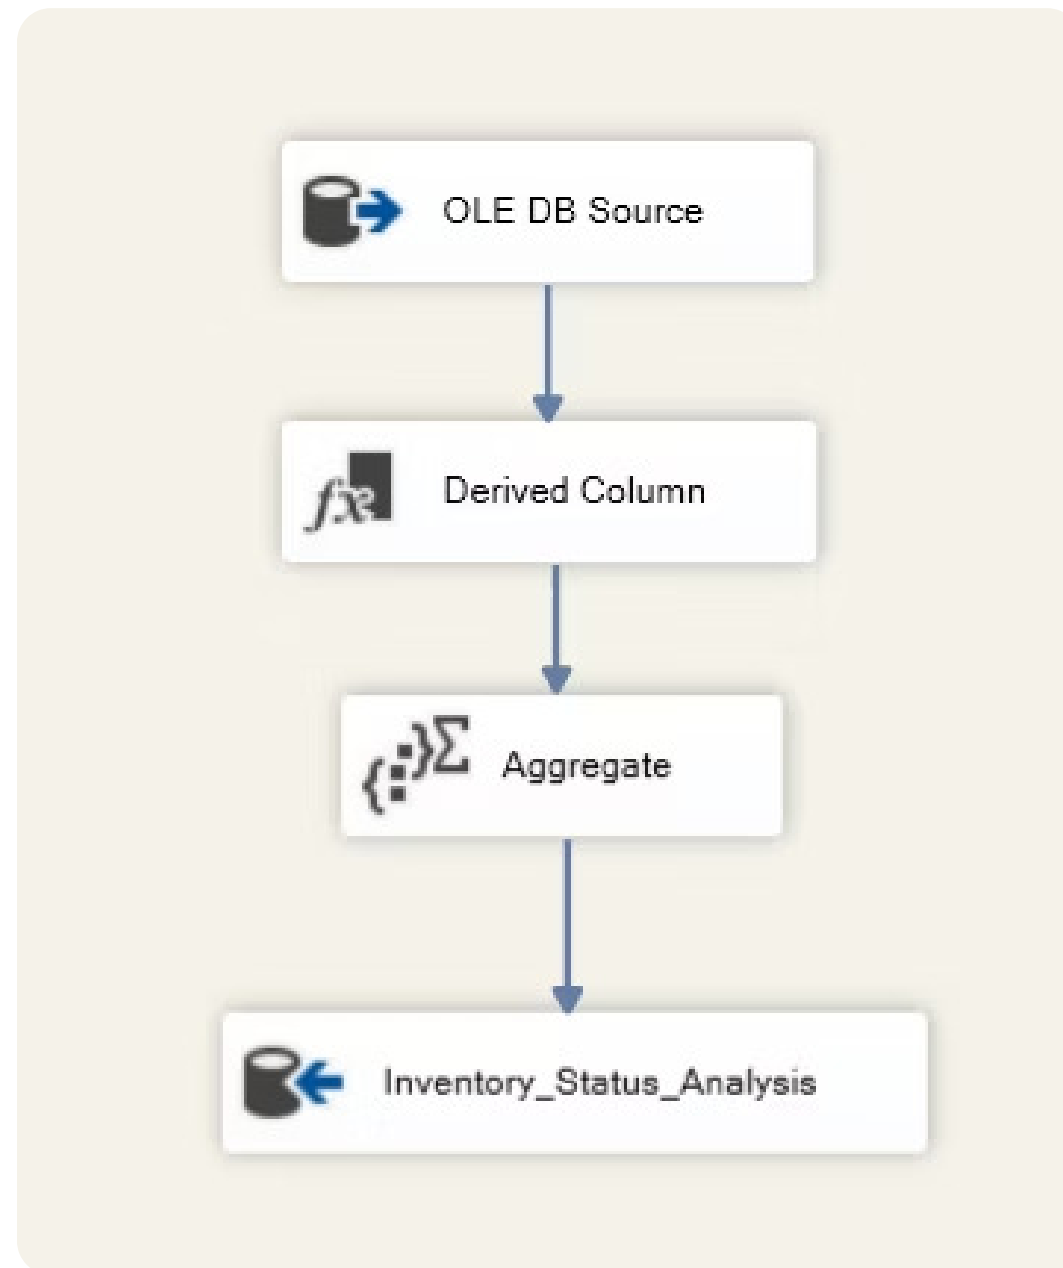 OLE DB Source
Derived Column
Aggregate
Inventory_Status_Analysis